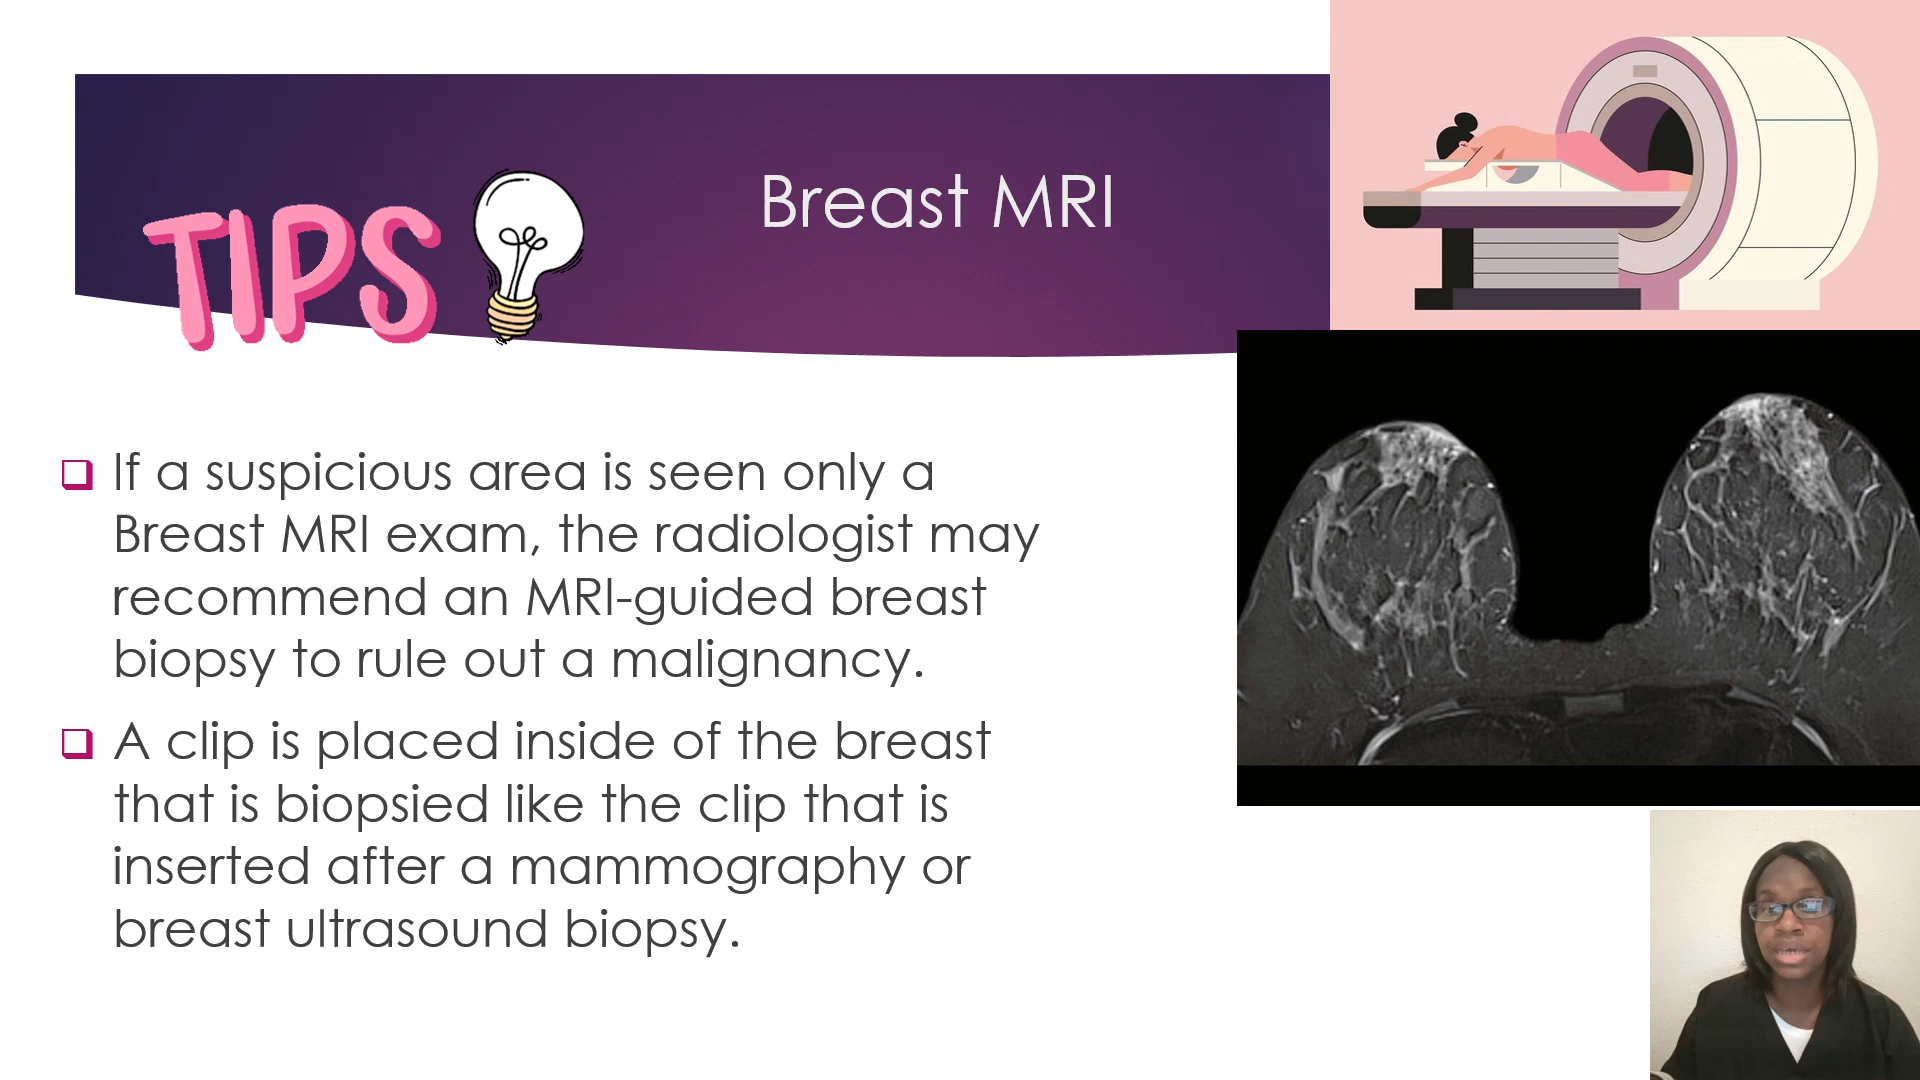 TIPS
Breast MRI
If a suspicious area is seen only a
Breast MRI exam, the radiologist may
recommend an MRI-guided breast
biopsy to rule out a malignancy.
A clip is placed inside of the breast
that is biopsied like the clip that is
inserted after a mammography or
breast ultrasound biopsy.